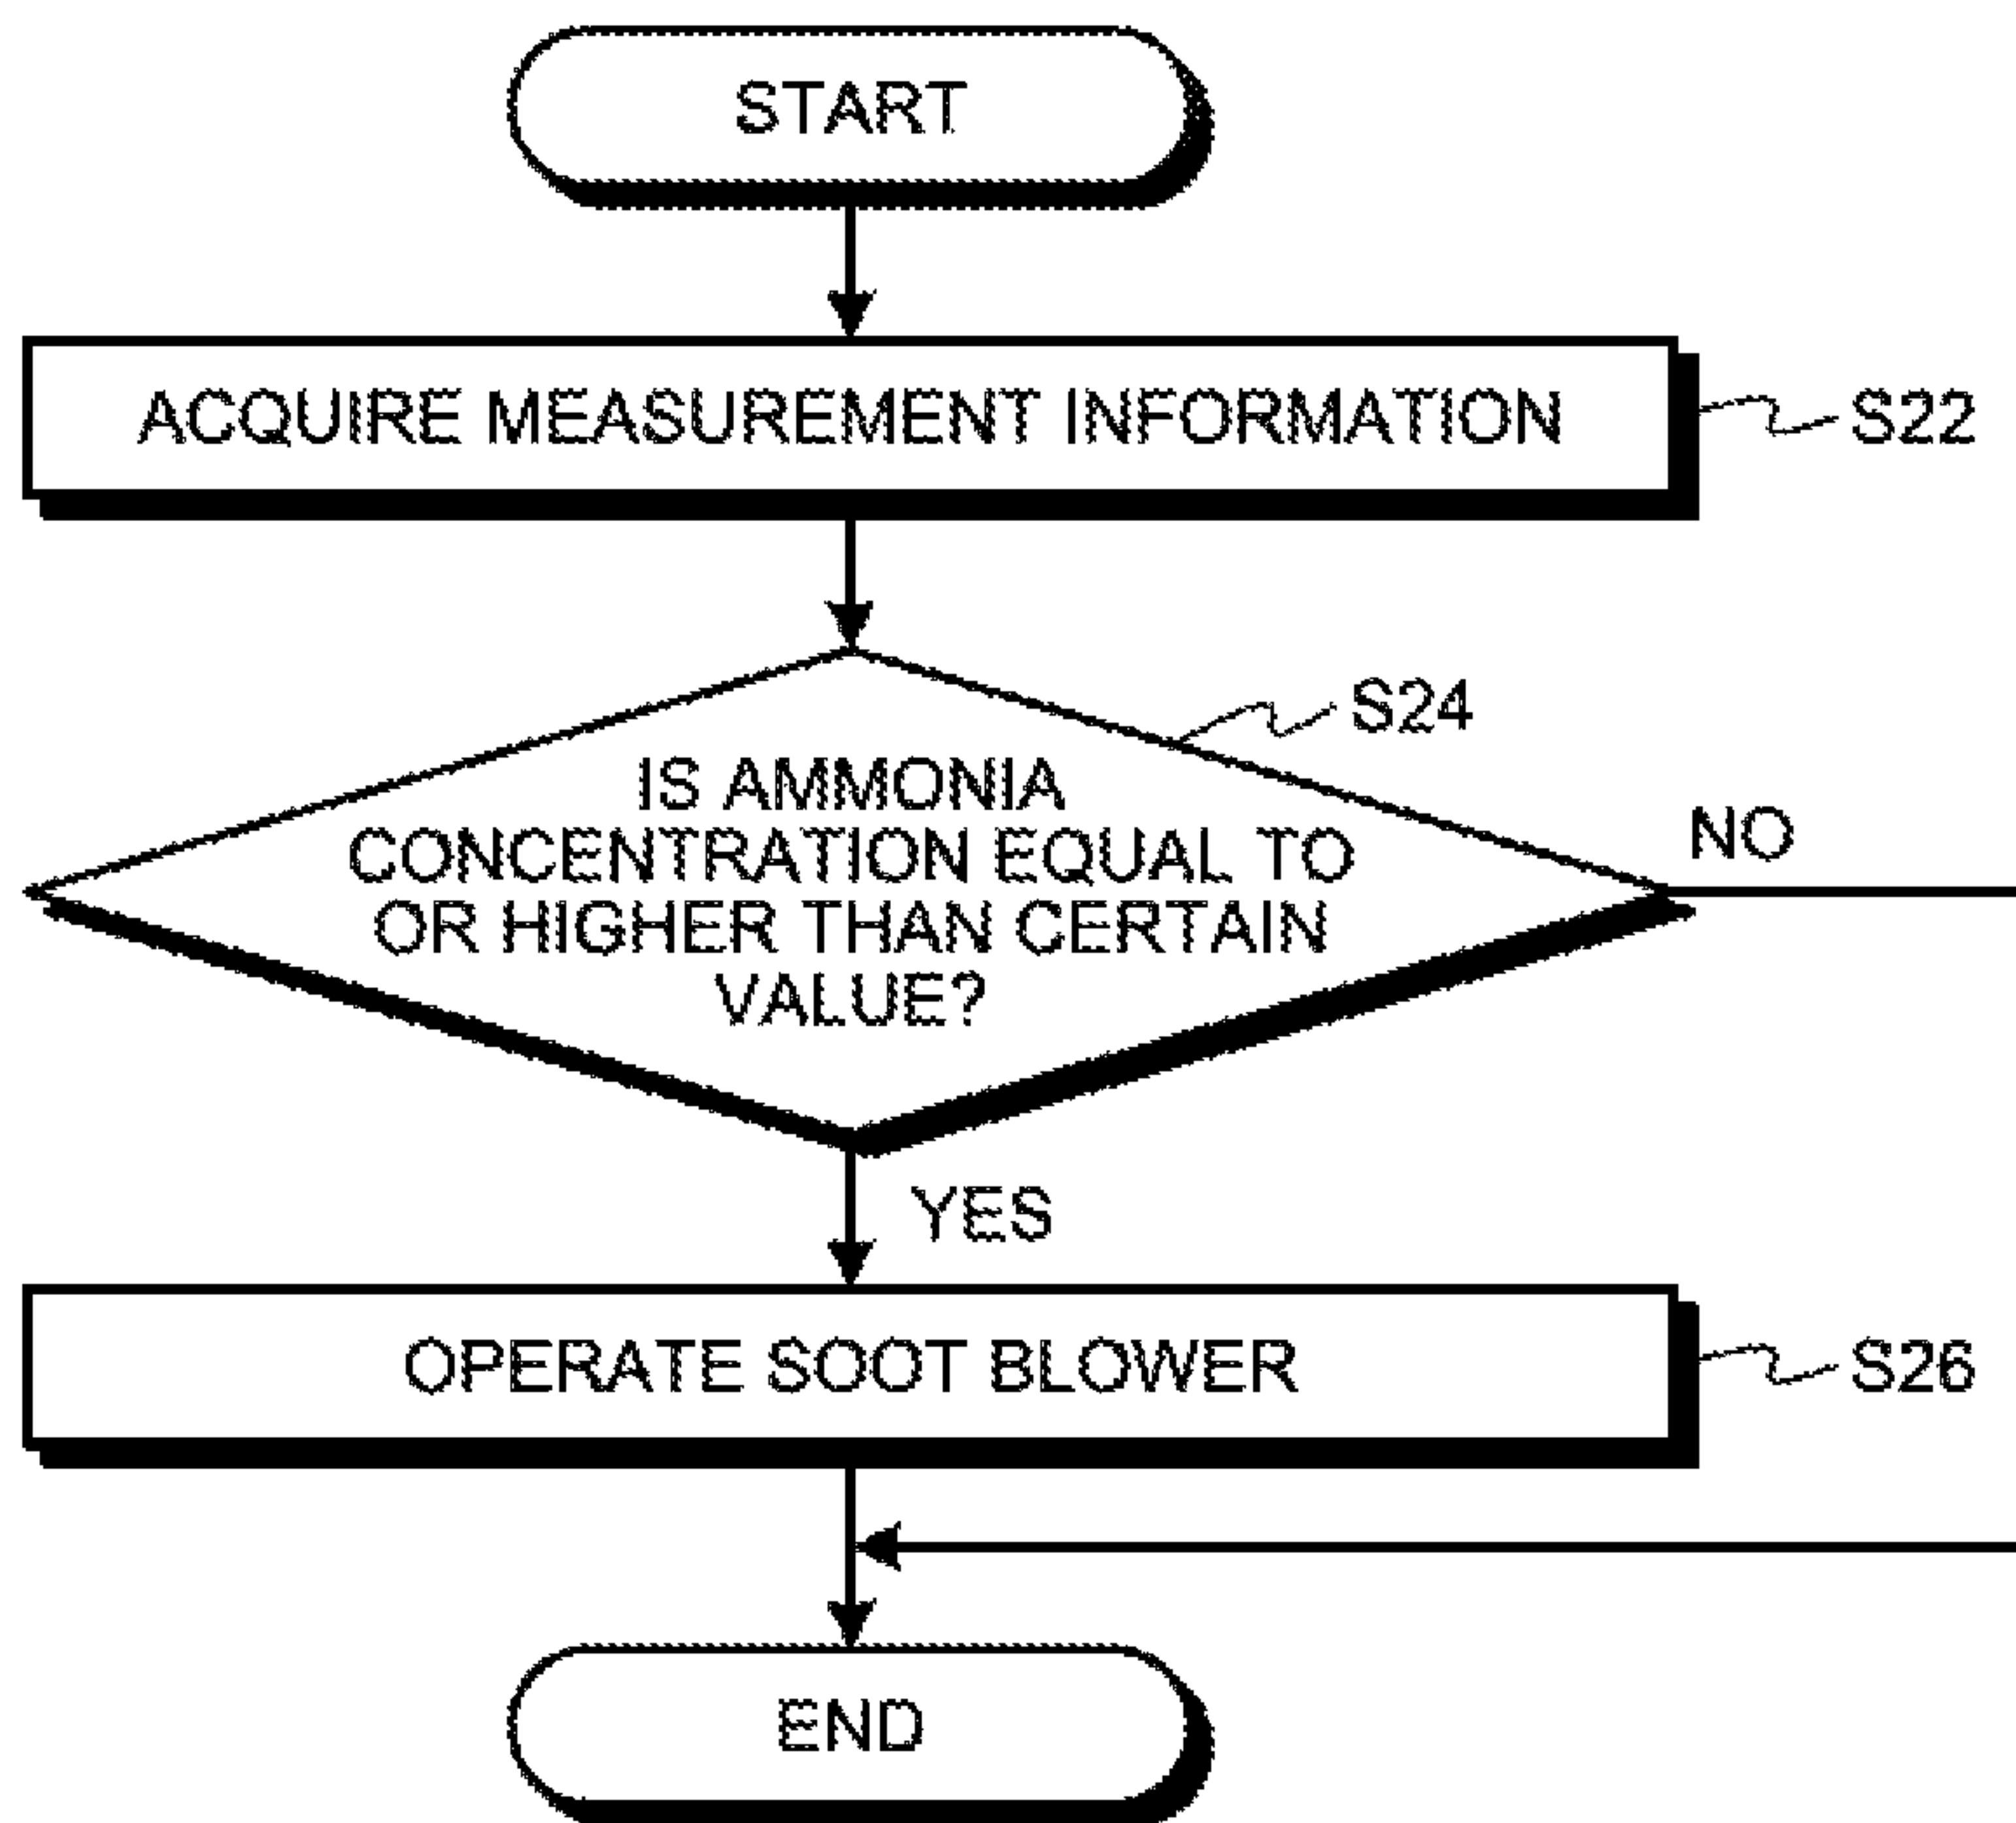 START
ACQUIRE MEASUREMENT INFORMATION
S22
S24
IS AMMONIA
CONCENTRATION EQUAL TO
OR HIGHER THAN CERTAIN
VALUE?
NO
YES
OPERATE SOOT BLOWER
S26
END